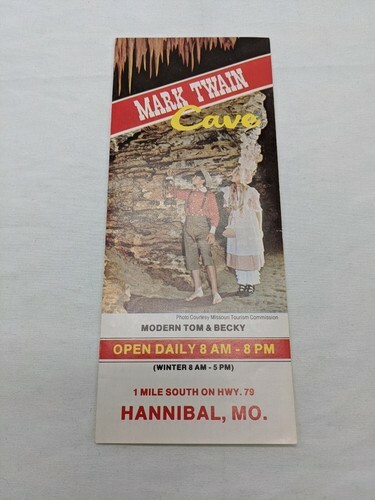 MARK TWAIN
Cave
Photo Courtesy Missouri Tourism Commission
MODERN TOM & BECKY
OPEN DAILY 8 AM - 8 PM
(WINTER 8 AM - 5 PM)
1 MILE SOUTH ON HWY. 79
HANNIBAL, MO.